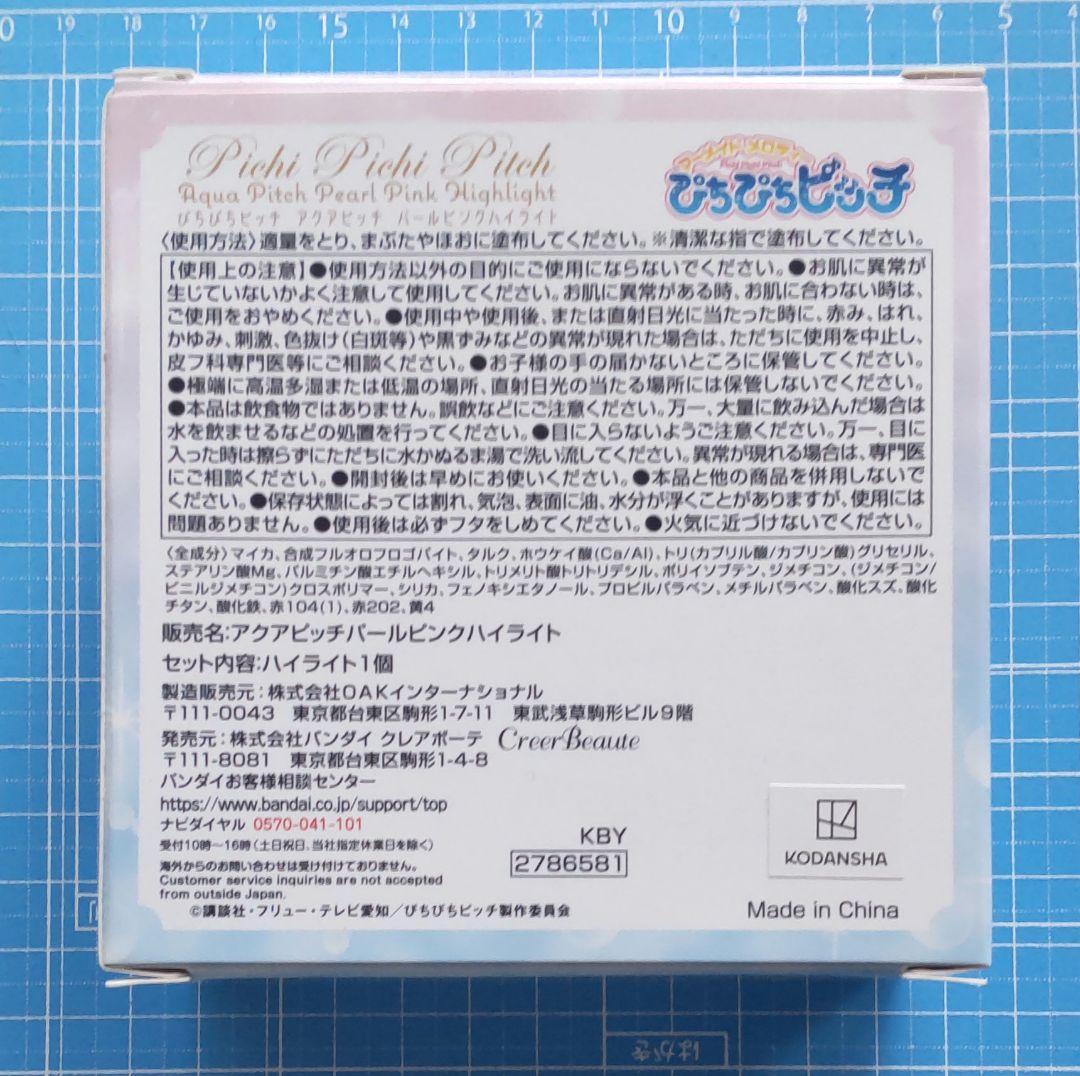 20 19 18 17 16 15 14 13 12 11 10 9 8 7 6 5 4
Pichi Pichi Pitch
Aqua Pitch Pearl Pink Highlight
ぴちぴちピッチ アクアピッチ パールピンクハイライト
マーメイド メロディー
ぴちぴちピッチ
〈使用方法〉適量をとり、まぶたやほおに塗布してください。※清潔な指で塗布してください。
【使用上の注意】●使用方法以外の目的にご使用にならないでください。●お肌に異常が
生じていないかよく注意して使用してください。お肌に異常がある時、お肌に合わない時は、
ご使用をおやめください。●使用中や使用後、または直射日光に当たった時に、赤み、はれ、
かゆみ、刺激、色抜け(白斑等)や黒ずみなどの異常が現れた場合は、ただちに使用を中止し、
皮フ科専門医等にご相談ください。●お子様の手の届かないところに保管してください。
●極端に高温多湿または低温の場所、直射日光の当たる場所には保管しないでください。
●本品は飲食物ではありません。誤飲などにご注意ください。万一、大量に飲み込んだ場合は
水を飲ませるなどの処置を行ってください。●目に入らないようご注意ください。万一、目に
入った時は擦らずにただちに水かぬるま湯で洗い流してください。異常が現れる場合は、専門医
にご相談ください。●開封後は早めにお使いください。●本品と他の商品を併用しないで
ください。●保存状態によっては割れ、気泡、表面に油、水分が浮くことがありますが、使用には
問題ありません。●使用後は必ずフタをしめてください。●火気に近づけないでください。
〈全成分〉マイカ、合成フルオロフロゴパイト、タルク、ホウケイ酸(Ca/Al)、トリ(カプリル酸/カプリン酸)グリセリル、
ステアリン酸Mg、パルミチン酸エチルヘキシル、トリメリト酸トリトリデシル、ポリイソブテン、ジメチコン、(ジメチコン/
ビニルジメチコン)クロスポリマー、シリカ、フェノキシエタノール、プロピルパラベン、メチルパラベン、酸化スズ、酸化
チタン、酸化鉄、赤104(1)、赤202、黄4
販売名:アクアピッチパールピンクハイライト
セット内容:ハイライト1個
製造販売元:株式会社OAKインターナショナル
〒111-0043 東京都台東区駒形1-7-11 東武浅草駒形ビル9階
発売元:株式会社バンダイ クレアボーテ CreerBeaute
〒111-8081 東京都台東区駒形1-4-8
バンダイお客様相談センター
https://www.bandai.co.jp/support/top
ナビダイヤル 0570-041-101
受付10時〜16時(土日祝日、当社指定休業日を除く)
海外からのお問い合わせは受け付けておりません。
Customer service inquiries are not accepted
from outside Japan.
©講談社・フリュー・テレビ愛知/ぴちぴちピッチ製作委員会
KBY
2786581
KODANSHA
Made in China
はがき